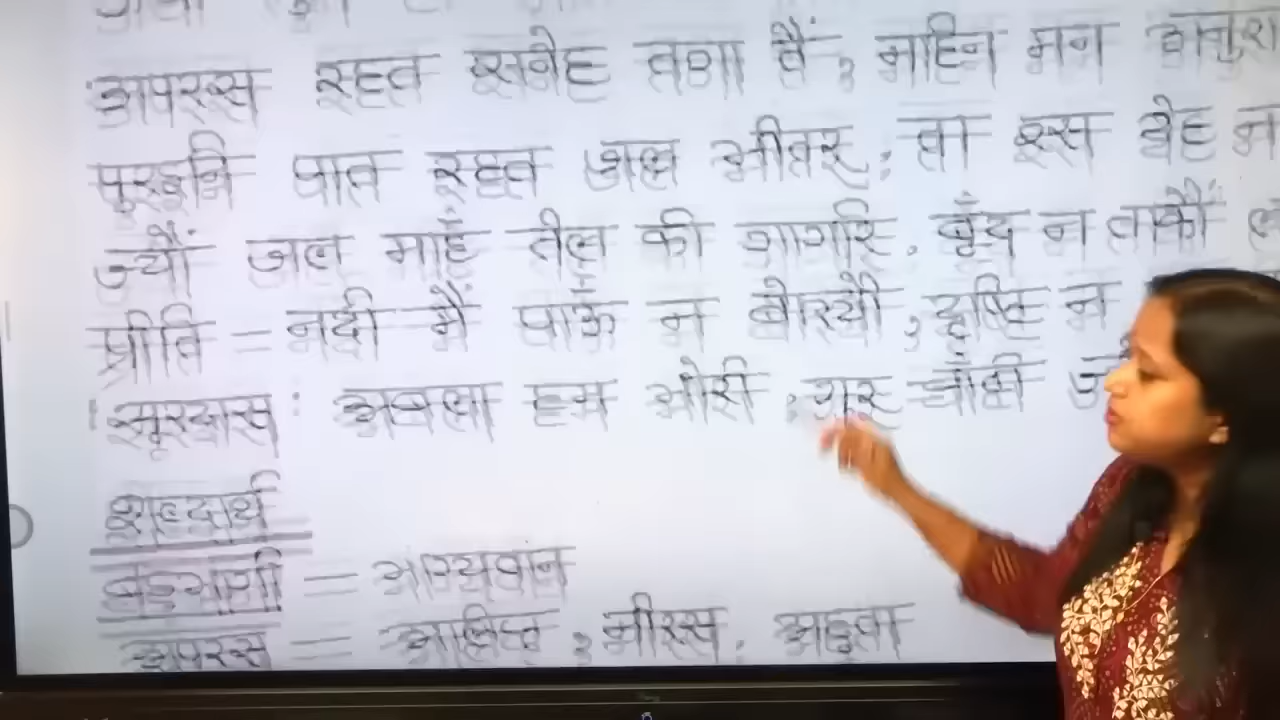 अपरस रहत सनेह तगा तैं, नाहिन मन
पुरइनि पात रहत जल भीतर, ता रस देह न
ज्यौं जल माहँ तेल की गागरि, बूँद न ताकौं
प्रीति - नदी मैं पाउँ न बोरयौ, दृष्टि न
सूरदास अबला हम भोरी, गुर चाँटी
शब्दार्थ
बड़भागी = भाग्यवान
अपरस = अलिप्त, नीरस, अछूता